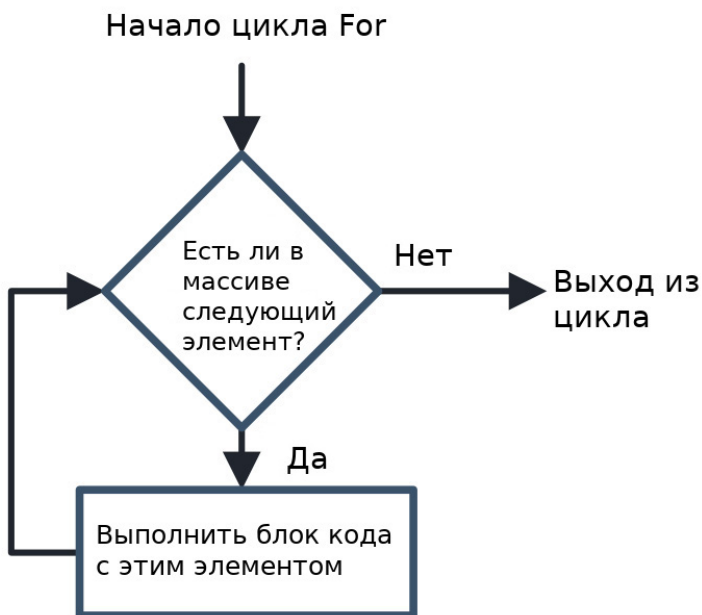 Начало цикла For
Есть ли в
массиве
следующий
элемент?
Нет
Выход из
цикла
Да
Выполнить блок кода
с этим элементом